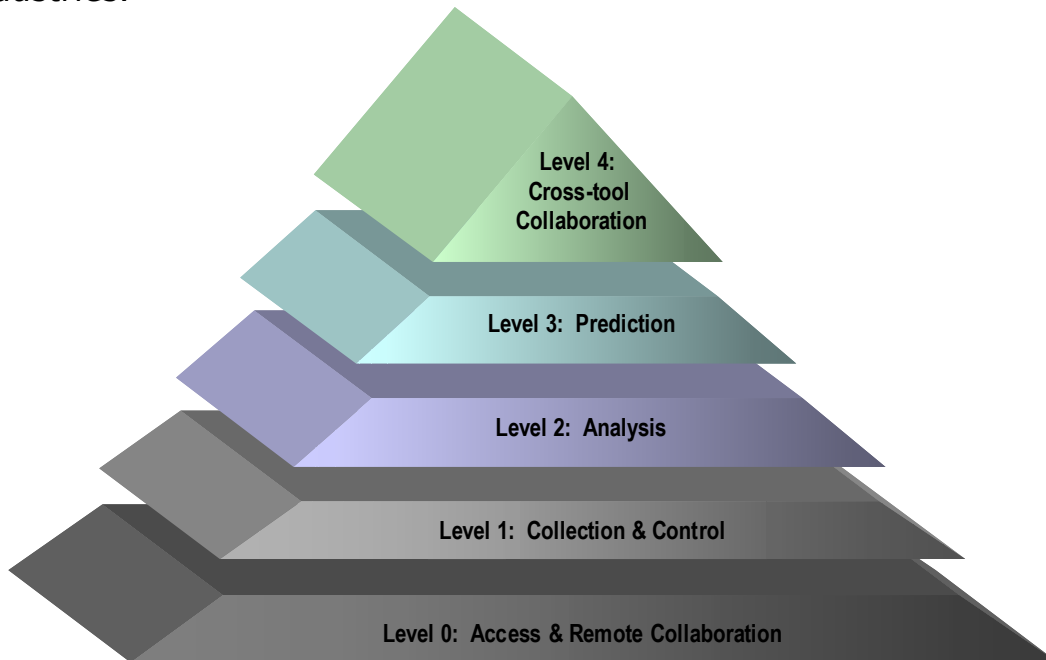 Level 4:
Cross-tool
Collaboration
Level 3: Prediction
Level 2: Analysis
Level 1: Collection & Control
Level 0: Access & Remote Collaboration